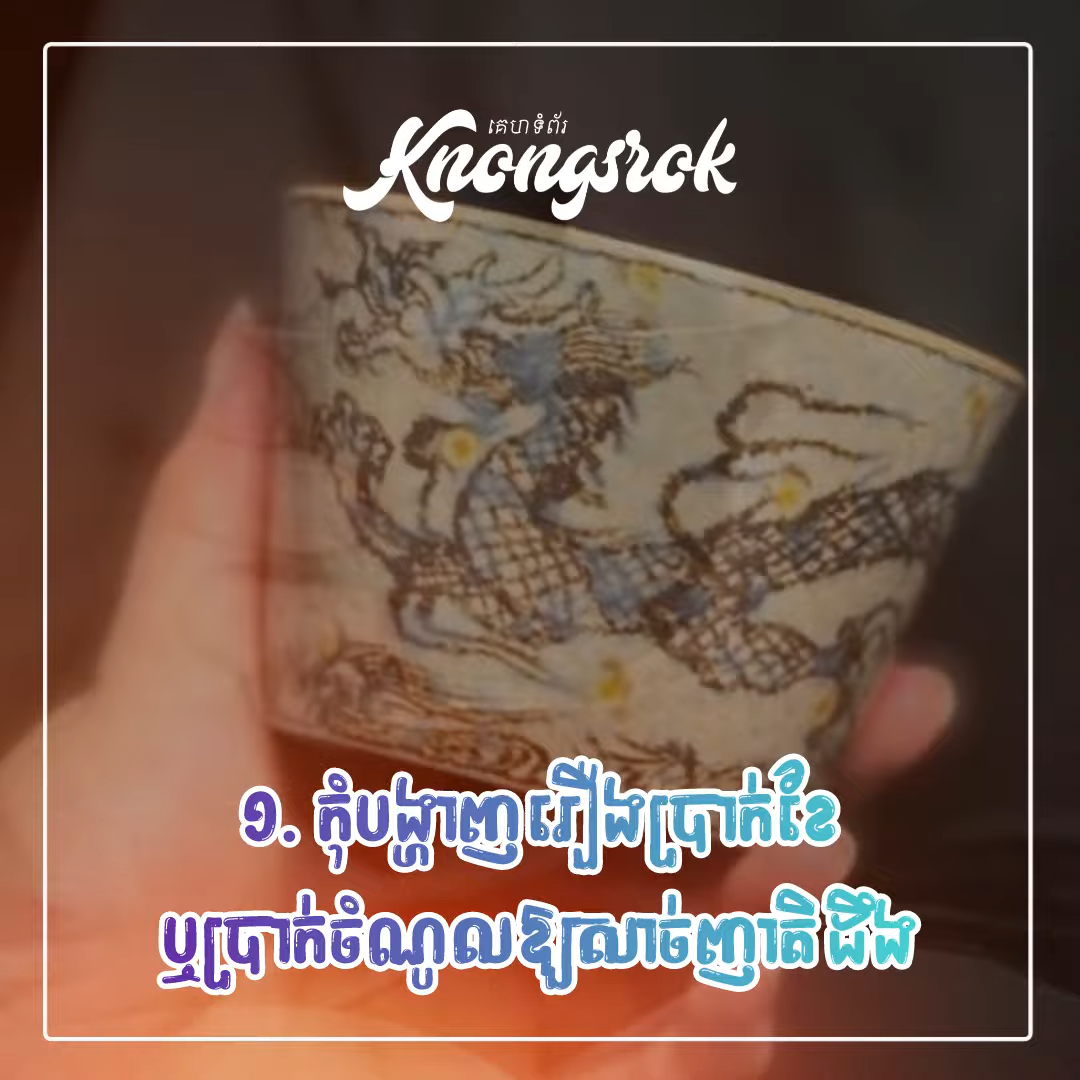 គេហទំព័រ
Knongsrok
១. កុំបង្ហាញរឿងប្រាក់ខែ
ឬប្រាក់ចំណូលឱ្យសាច់ញាតិដឹង